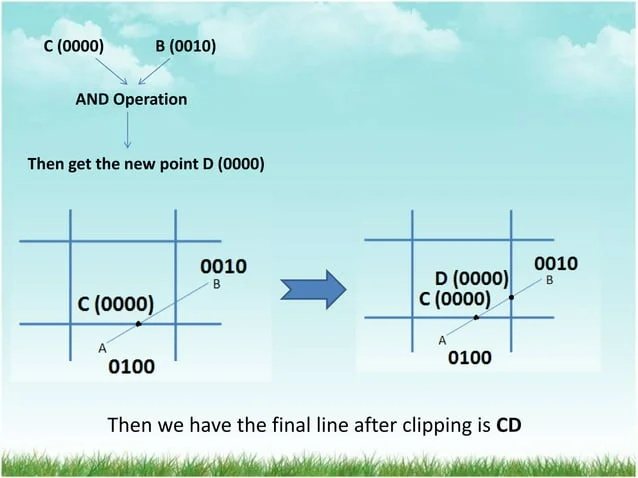 C (0000) B (0010)
AND Operation
Then get the new point D (0000)
0010
B
C (0000)
A
0100
0010
D (0000)
B
C (0000)
A
0100
Then we have the final line after clipping is CD